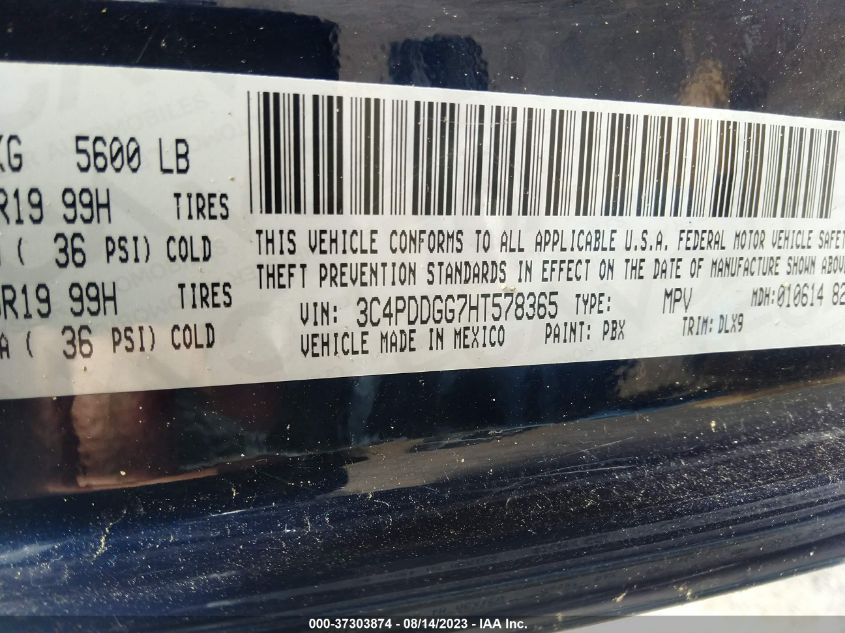 KG 5600 LB
R19 99H TIRES
( 36 PSI) COLD
R19 99H TIRES
A ( 36 PSI) COLD
THIS VEHICLE CONFORMS TO ALL APPLICABLE U.S.A. FEDERAL MOTOR VEHICLE SAFET
THEFT PREVENTION STANDARDS IN EFFECT ON THE DATE OF MANUFACTURE SHOWN ABOV
VIN: 3C4PDDGG7HT578365 TYPE: MPV MDH:010614 82
VEHICLE MADE IN MEXICO PAINT: PBX TRIM: DLX9
000-37303874 - 08/14/2023 - IAA Inc.